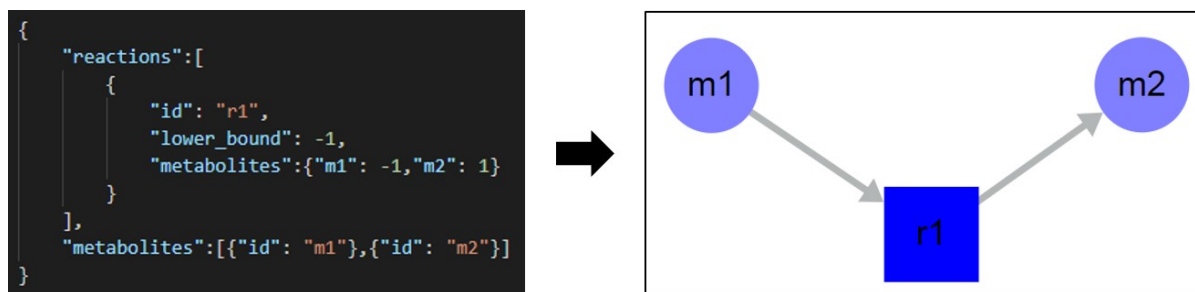 {
"reactions":[
{
"id": "r1",
"lower_bound": -1,
"metabolites":{"m1": -1,"m2": 1}
}
],
"metabolites":[{"id": "m1"},{"id": "m2"}]
}
m1
m2
r1